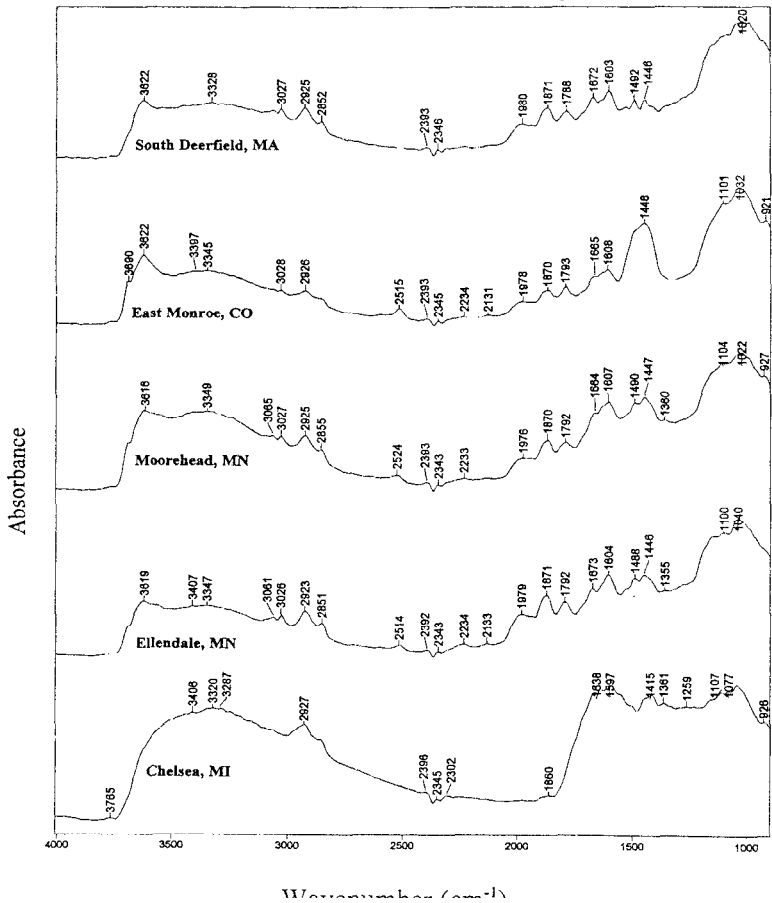 3622 3328 3027 2925 2852 2393 2346 1980 1871 1788 1672 1603 1492 1446 1020
South Deerfield, MA
3690 3622 3397 3345 3028 2926 2515 2393 2345 2234 2131 1978 1870 1793 1665 1608 1446 1101 1032 921
East Monroe, CO
3616 3349 3065 3027 2925 2855 2524 2393 2343 2233 1976 1870 1792 1664 1607 1490 1447 1360 1104 1022 927
Moorehead, MN
3619 3407 3347 3061 3026 2923 2851 2514 2392 2343 2234 2133 1979 1871 1792 1673 1604 1488 1446 1355 1100 1040
Ellendale, MN
3765 3406 3320 3287 2927 2396 2345 2302 1860 1638 1597 1415 1361 1259 1107 1077 926
Chelsea, MI
Absorbance
4000 3500 3000 2500 2000 1500 1000
Wavenumber (cm⁻¹)